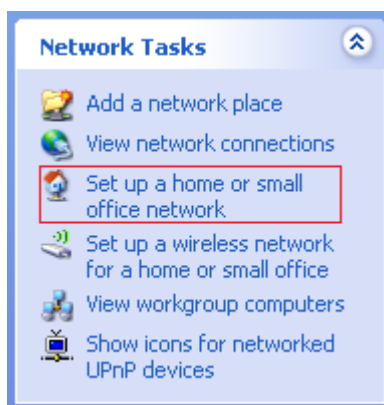 Network Tasks
Add a network place
View network connections
Set up a home or small
office network
Set up a wireless network
for a home or small office
View workgroup computers
Show icons for networked
UPnP devices